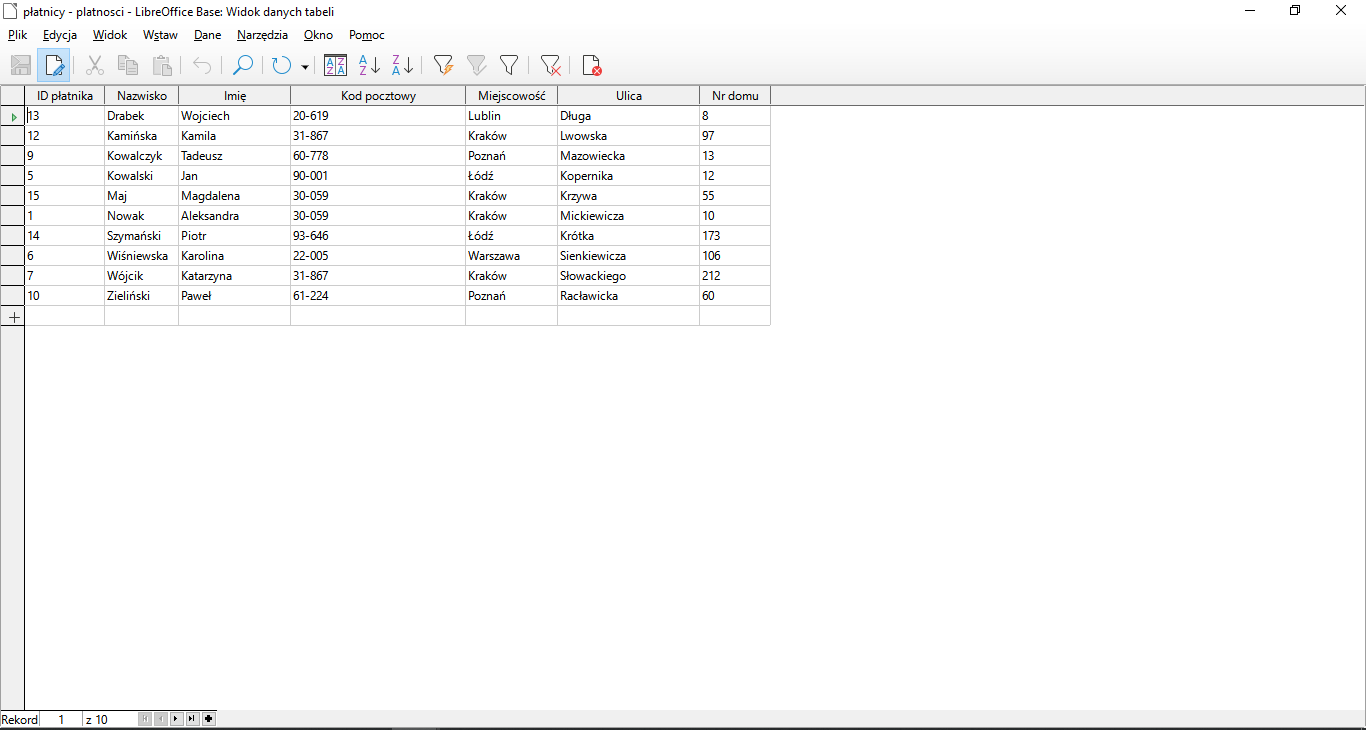 płatnicy - platnosci - LibreOffice Base: Widok danych tabeli
Plik Edycja Widok Wstaw Dane Narzędzia Okno Pomoc
ID płatnika Nazwisko Imię Kod pocztowy Miejscowość Ulica Nr domu
13 Drabek Wojciech 20-619 Lublin Długa 8
12 Kamińska Kamila 31-867 Kraków Lwowska 97
9 Kowalczyk Tadeusz 60-778 Poznań Mazowiecka 13
5 Kowalski Jan 90-001 Łódź Kopernika 12
15 Maj Magdalena 30-059 Kraków Krzywa 55
1 Nowak Aleksandra 30-059 Kraków Mickiewicza 10
14 Szymański Piotr 93-646 Łódź Krótka 173
6 Wiśniewska Karolina 22-005 Warszawa Sienkiewicza 106
7 Wójcik Katarzyna 31-867 Kraków Słowackiego 212
10 Zieliński Paweł 61-224 Poznań Racławicka 60
Rekord 1 z 10